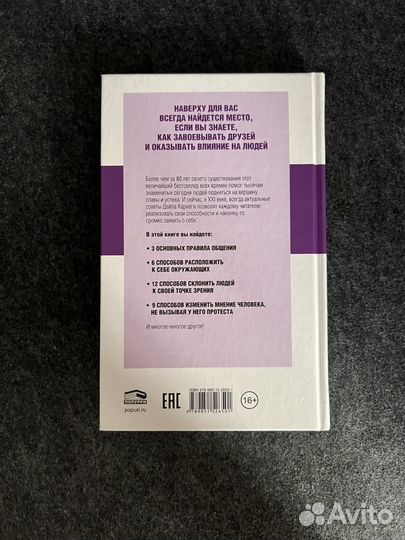 НАВЕРХУ ДЛЯ ВАС
ВСЕГДА НАЙДЕТСЯ МЕСТО,
ЕСЛИ ВЫ ЗНАЕТЕ,
КАК ЗАВОЕВЫВАТЬ ДРУЗЕЙ
И ОКАЗЫВАТЬ ВЛИЯНИЕ НА ЛЮДЕЙ
Более чем за 80 лет своего существования этот
величайший бестселлер всех времен помог тысячам
знаменитых сегодня людей подняться на вершину
славы и успеха. И сейчас, в XXI веке, всегда актуальные
советы Дейла Карнеги позволят каждому читателю
реализовать свои способности и наконец-то
громко заявить о себе.
В этой книге вы найдете:
• 3 ОСНОВНЫХ ПРАВИЛА ОБЩЕНИЯ
• 6 СПОСОБОВ РАСПОЛОЖИТЬ
К СЕБЕ ОКРУЖАЮЩИХ
• 12 СПОСОБОВ СКЛОНИТЬ ЛЮДЕЙ
К СВОЕЙ ТОЧКЕ ЗРЕНИЯ
• 9 СПОСОБОВ ИЗМЕНИТЬ МНЕНИЕ ЧЕЛОВЕКА,
НЕ ВЫЗЫВАЯ У НЕГО ПРОТЕСТА
И многое-многое другое!
ПОПУРРИ
popuri.ru
EAC
16+
Avito